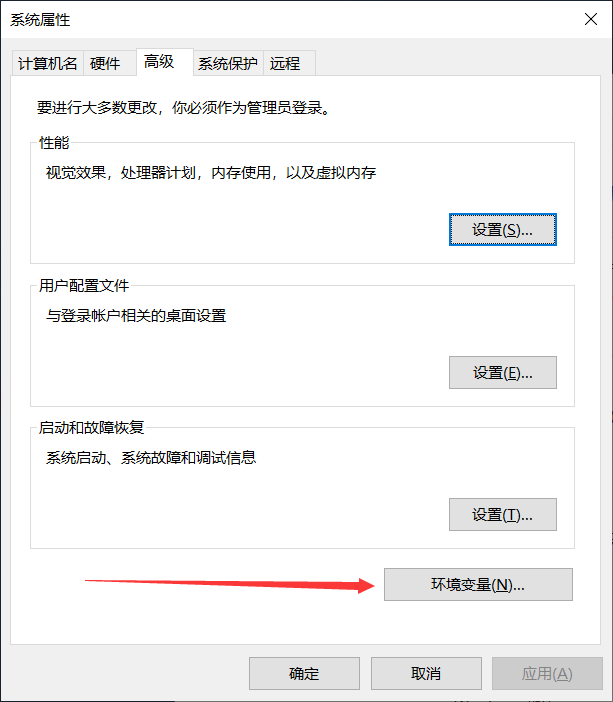 系统属性
计算机名 硬件 高级 系统保护 远程
要进行大多数更改，你必须作为管理员登录。
性能
视觉效果，处理器计划，内存使用，以及虚拟内存
设置(S)...
用户配置文件
与登录帐户相关的桌面设置
设置(E)...
启动和故障恢复
系统启动、系统故障和调试信息
设置(T)...
环境变量(N)...
确定 取消 应用(A)